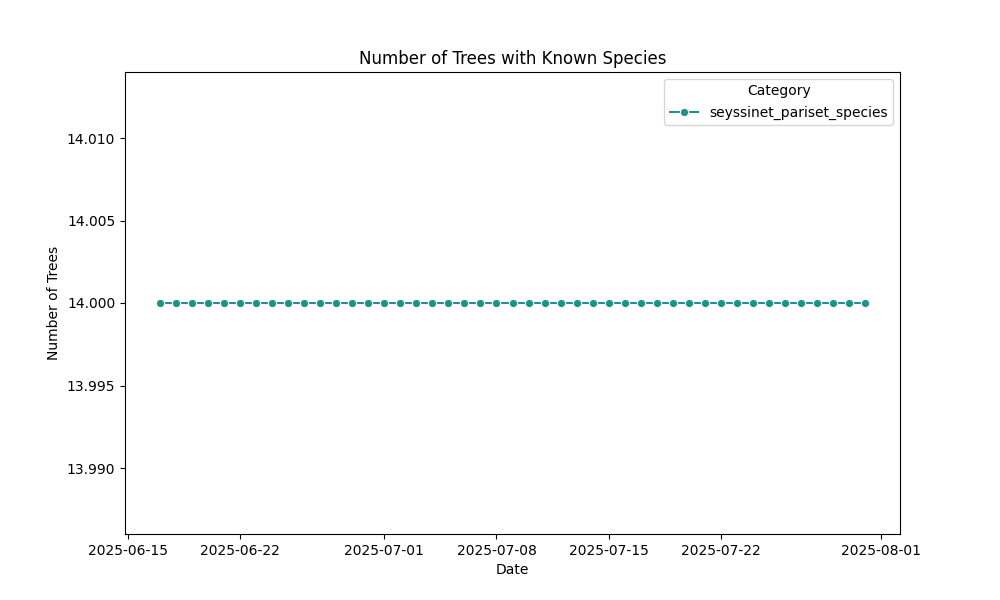 Number of Trees with Known Species
Category
seyssinet_pariset_species
Number of Trees
14.010
14.005
14.000
13.995
13.990
2025-06-15
2025-06-22
2025-07-01
2025-07-08
2025-07-15
2025-07-22
2025-08-01
Date